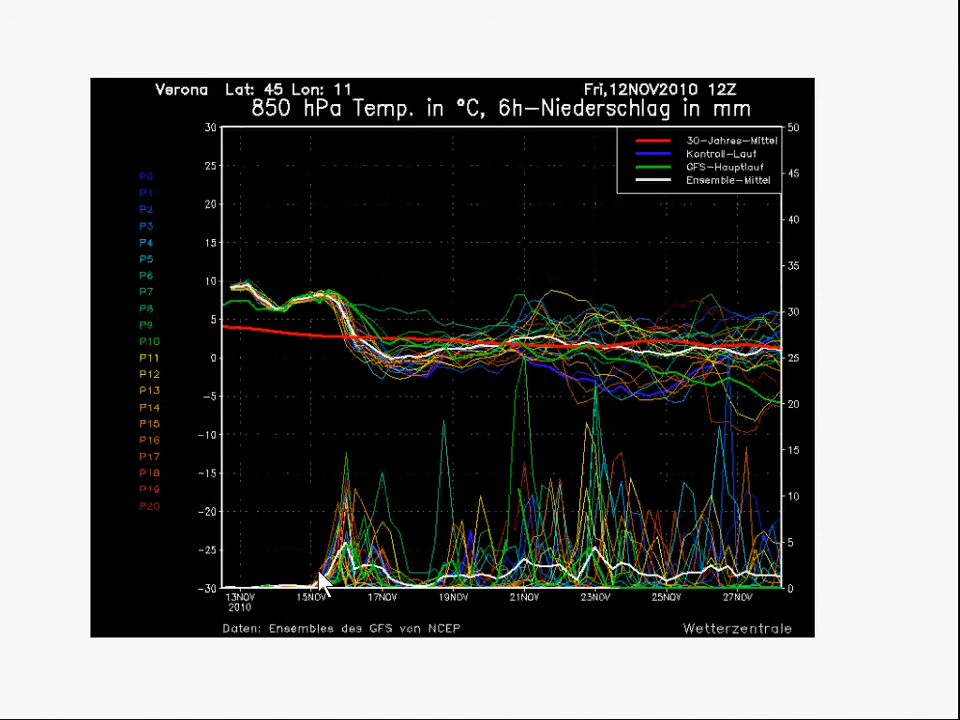 Verona Lat: 45 Lon: 11 Fri,12NOV2010 12Z
850 hPa Temp. in °C, 6h-Niederschlag in mm
30-Jahres-Mittel
Kontroll-Lauf
GFS-Hauptlauf
Ensemble-Mittel
P0
P1
P2
P3
P4
P5
P6
P7
P8
P9
P10
P11
P12
P13
P14
P15
P16
P17
P18
P19
P20
30
25
20
15
10
5
0
-5
-10
-15
-20
-25
-30
50
45
40
35
30
25
20
15
10
5
0
13NOV 15NOV 17NOV 19NOV 21NOV 23NOV 25NOV 27NOV
2010
Daten: Ensembles des GFS von NCEP Wetterzentrale